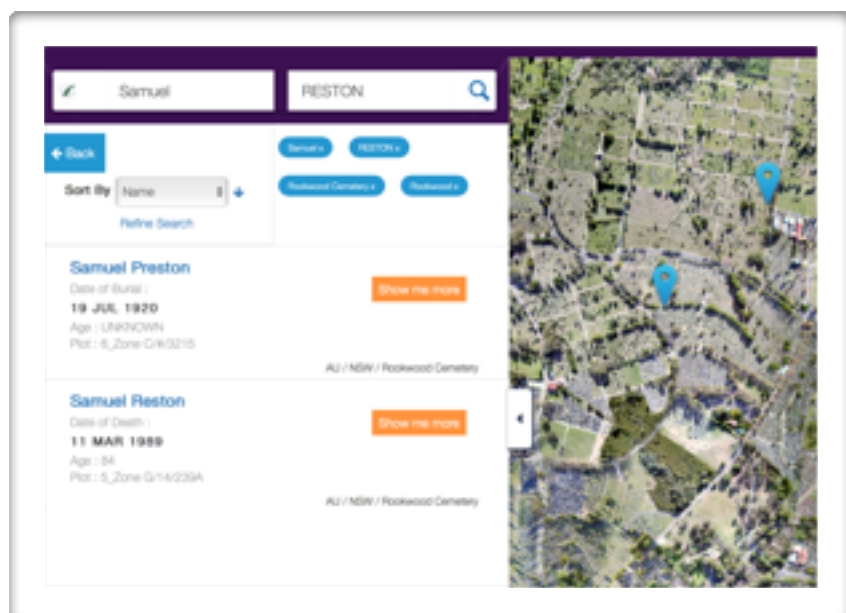 Samuel RESTON
← Back
Samuel x RESTON x
Sort By Name
Rookwood Cemetery x Rookwood x
Refine Search
Samuel Preston
Date of Burial :
Show me more
19 JUL 1920
Age : UNKNOWN
Plot : 6_Zone C/#/3215
AU / NSW / Rookwood Cemetery
Samuel Reston
Date of Death :
Show me more
11 MAR 1989
Age : 84
Plot : 5_Zone G/14/239A
AU / NSW / Rookwood Cemetery